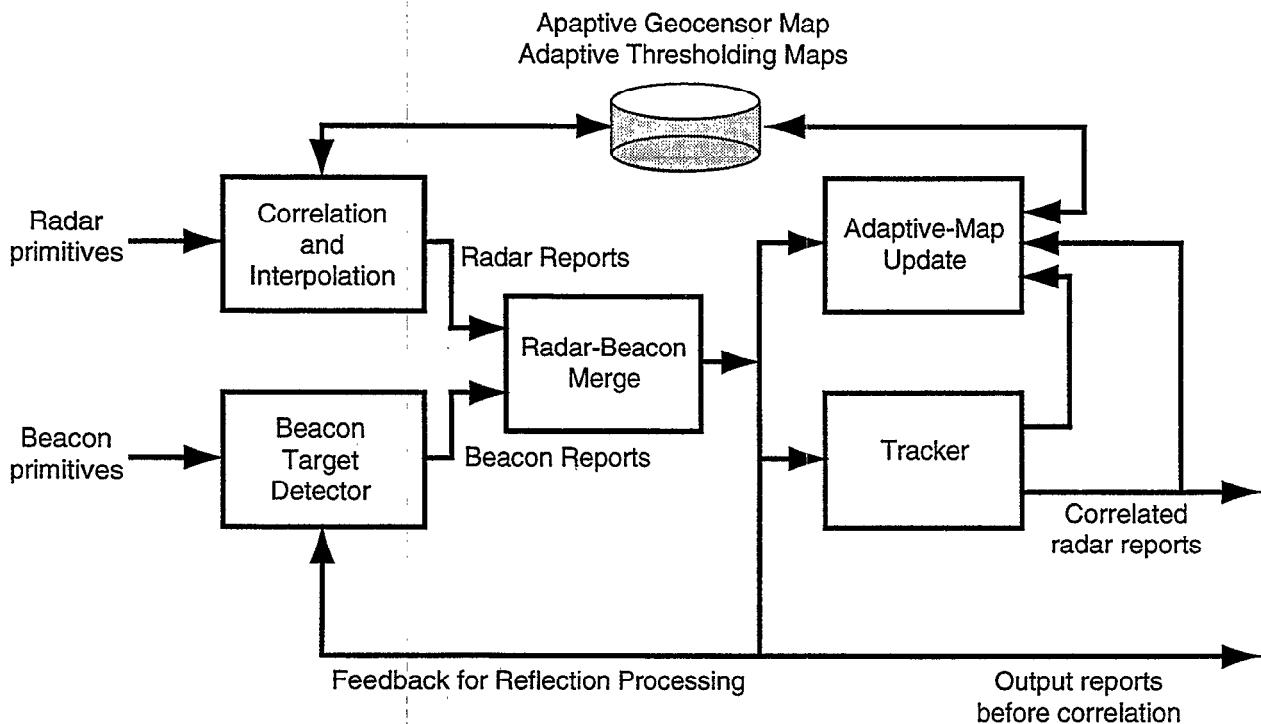 Apaptive Geocensor Map
Adaptive Thresholding Maps
Radar
primitives
Correlation
and
Interpolation
Radar Reports
Adaptive-Map
Update
Radar-Beacon
Merge
Beacon
primitives
Beacon
Target
Detector
Beacon Reports
Tracker
Correlated
radar reports
Feedback for Reflection Processing
Output reports
before correlation